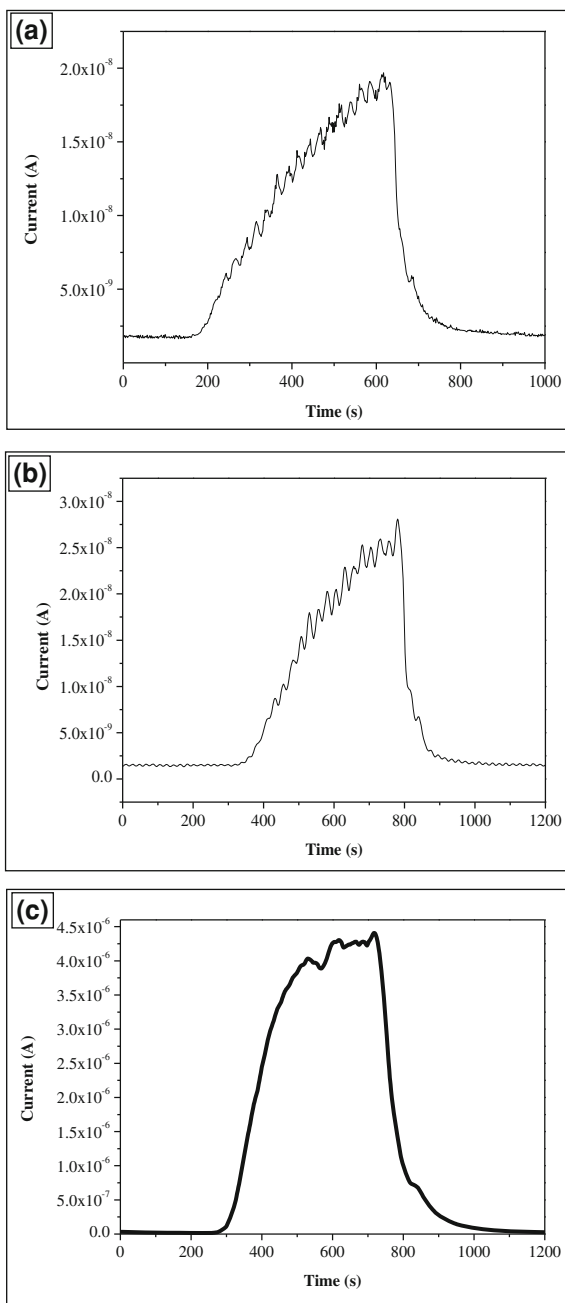 (a)
2.0x10⁻⁸
1.5x10⁻⁸
1.0x10⁻⁸
5.0x10⁻⁹
Current (A)
0 200 400 600 800 1000
Time (s)
(b)
3.0x10⁻⁸
2.5x10⁻⁸
2.0x10⁻⁸
1.5x10⁻⁸
1.0x10⁻⁸
5.0x10⁻⁹
0.0
Current (A)
0 200 400 600 800 1000 1200
Time (s)
(c)
4.5x10⁻⁶
4.0x10⁻⁶
3.5x10⁻⁶
3.0x10⁻⁶
2.5x10⁻⁶
2.0x10⁻⁶
1.5x10⁻⁶
1.0x10⁻⁶
5.0x10⁻⁷
0.0
Current (A)
0 200 400 600 800 1000 1200
Time (s)